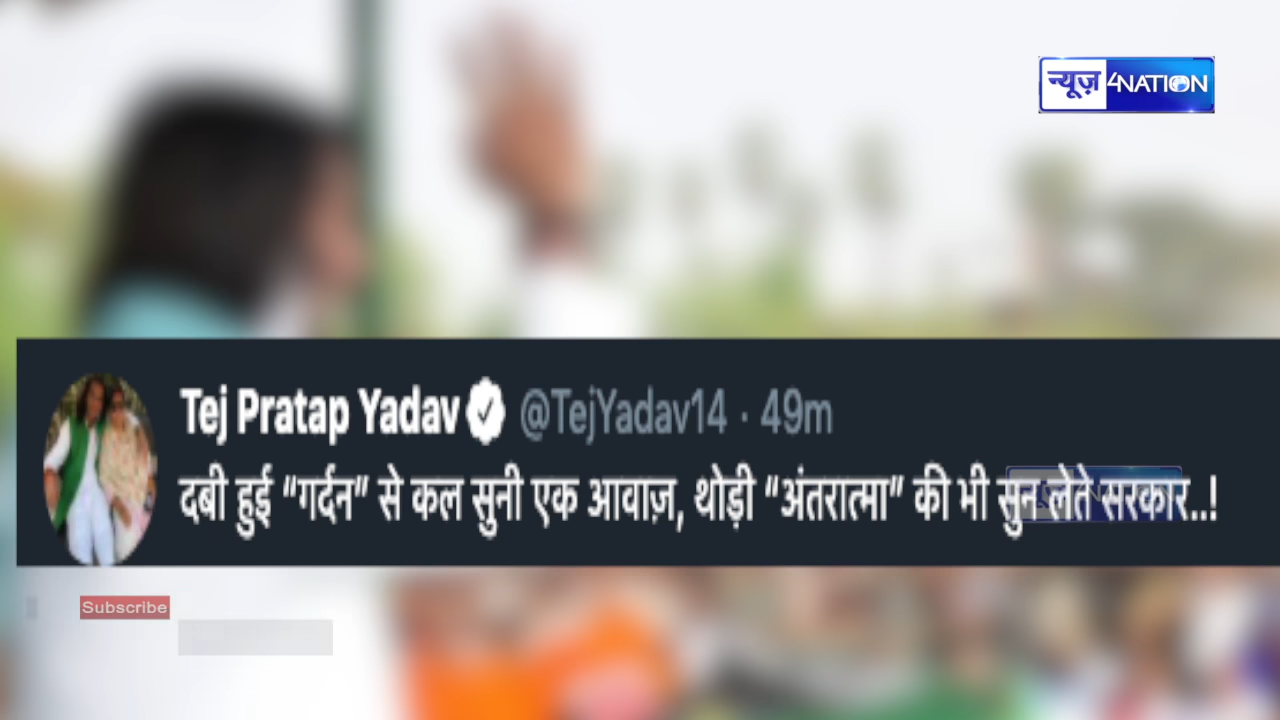 न्यूज़ 4NATION
Tej Pratap Yadav @TejYadav14 · 49m
दबी हुई “गर्दन” से कल सुनी एक आवाज़, थोड़ी “अंतरात्मा” की भी सुन लेते सरकार..!
Subscribe